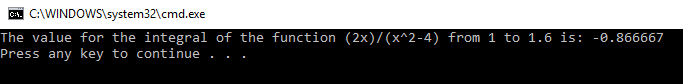 C:\WINDOWS\system32\cmd.exe
The value for the integral of the function (2x)/(x^2-4) from 1 to 1.6 is: -0.866667
Press any key to continue . . .